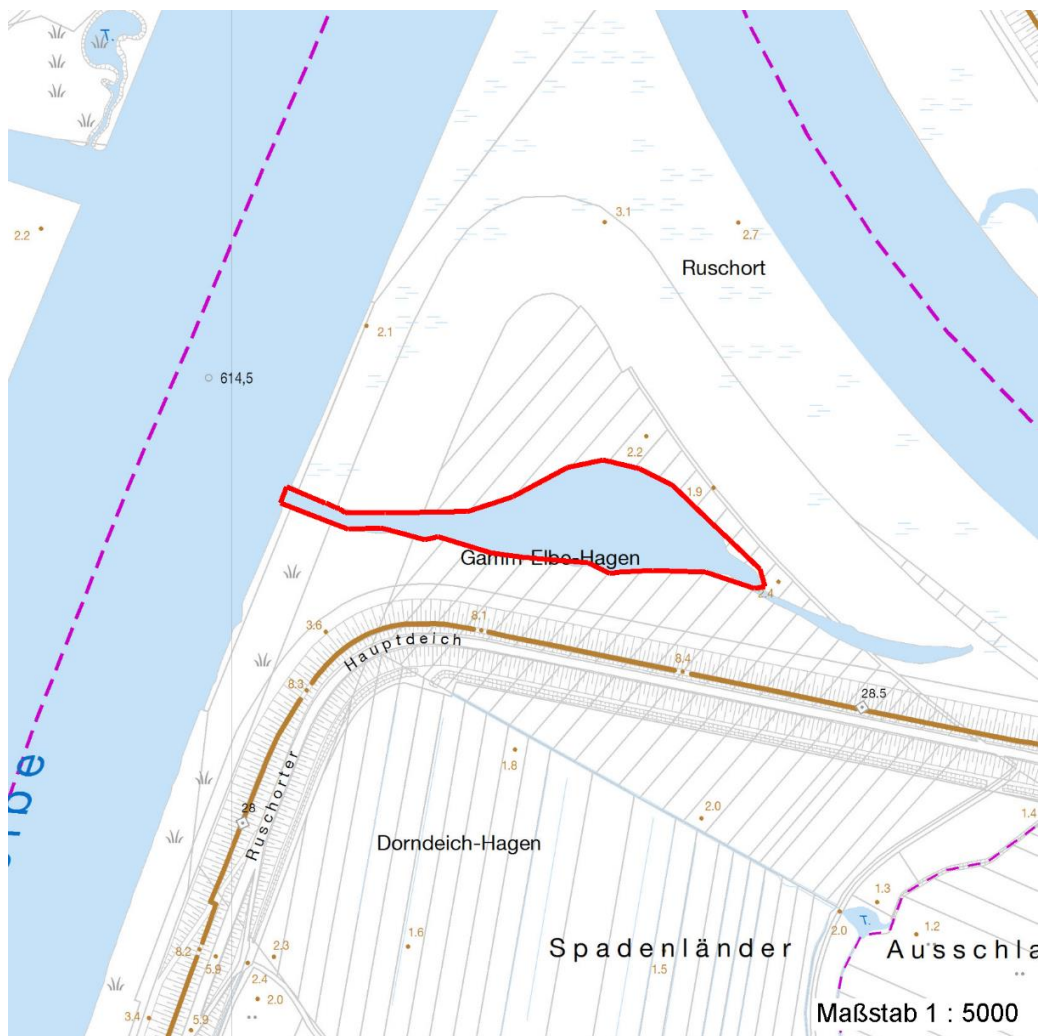 T.
2.2
3.1
2.7
Ruschort
2.1
614,5
2.2
1.9
Gamm-Elbe-Hagen
2.4
3.6
8.1
Hauptdeich
8.4
8.3
28.5
1.8
28
Ruschorter
2.0
1.4
Dorndeich-Hagen
1.3
2.0
T.
1.2
8.2
5.9
2.3
1.6
Spadenländer
Ausschla
2.4
1.5
2.0
3.4
5.9
Maßstab 1 : 5000